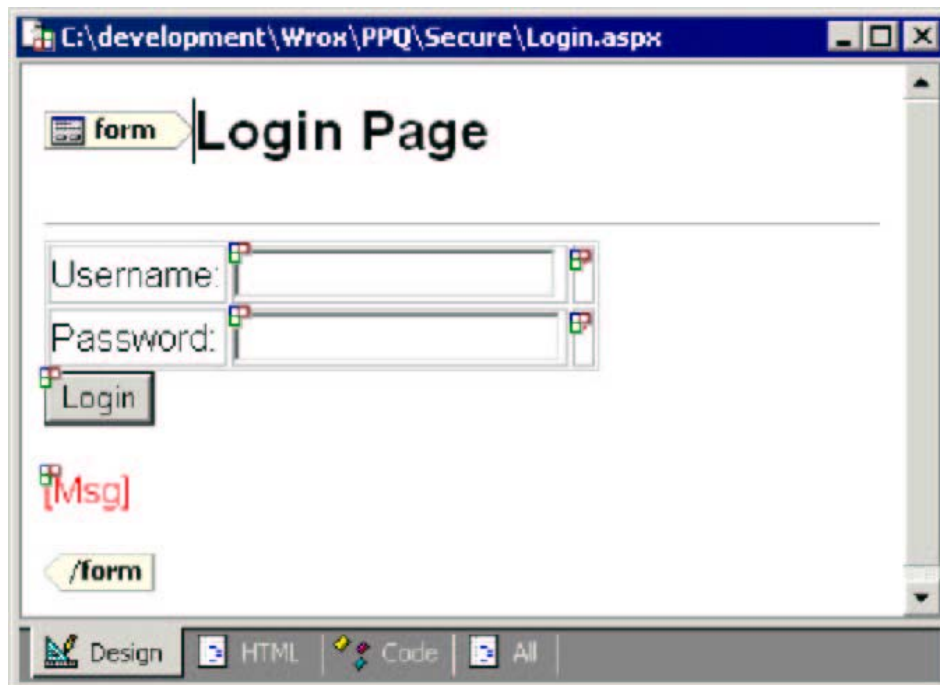 C:\development\Wrox\PPQ\Secure\Login.aspx
form Login Page
Username:
Password:
Login
[Msg]
/form
Design HTML Code All